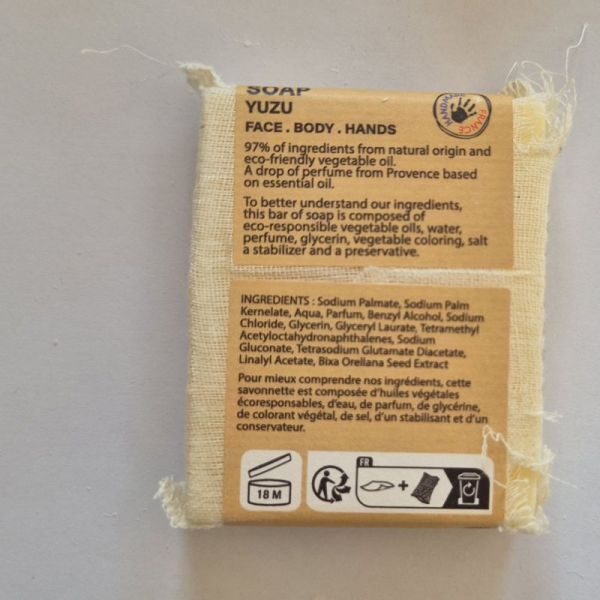 SOAP
YUZU
HANDMADE
FRANCE
FACE . BODY . HANDS
97% of ingredients from natural origin and
eco-friendly vegetable oil.
A drop of perfume from Provence based
on essential oil.
To better understand our ingredients,
this bar of soap is composed of
eco-responsible vegetable oils, water,
perfume, glycerin, vegetable coloring, salt
a stabilizer and a preservative.
INGREDIENTS : Sodium Palmate, Sodium Palm
Kernelate, Aqua, Parfum, Benzyl Alcohol, Sodium
Chloride, Glycerin, Glyceryl Laurate, Tetramethyl
Acetyloctahydronaphthalenes, Sodium
Gluconate, Tetrasodium Glutamate Diacetate,
Linalyl Acetate, Bixa Orellana Seed Extract
Pour mieux comprendre nos ingrédients, cette
savonnette est composée d'huiles végétales
écoresponsables, d'eau, de parfum, de glycérine,
de colorant végétal, de sel, d'un stabilisant et d'un
conservateur.
18 M
FR
+